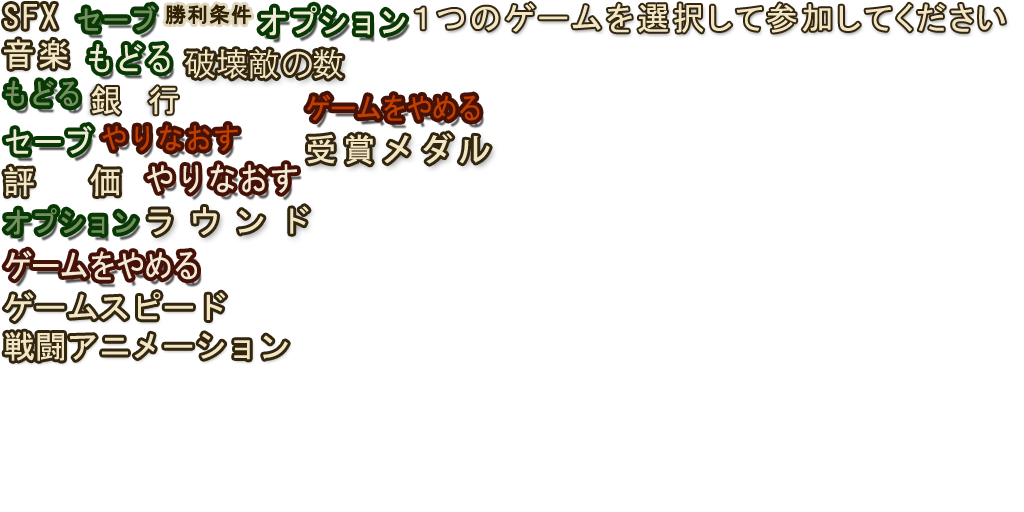 SFX セーブ 勝利条件 オプション 1つのゲームを選択して参加してください
音楽 もどる 破壊敵の数
もどる 銀行 ゲームをやめる
セーブ やりなおす 受賞メダル
評価 やりなおす
オプション ラウンド
ゲームをやめる
ゲームスピード
戦闘アニメーション